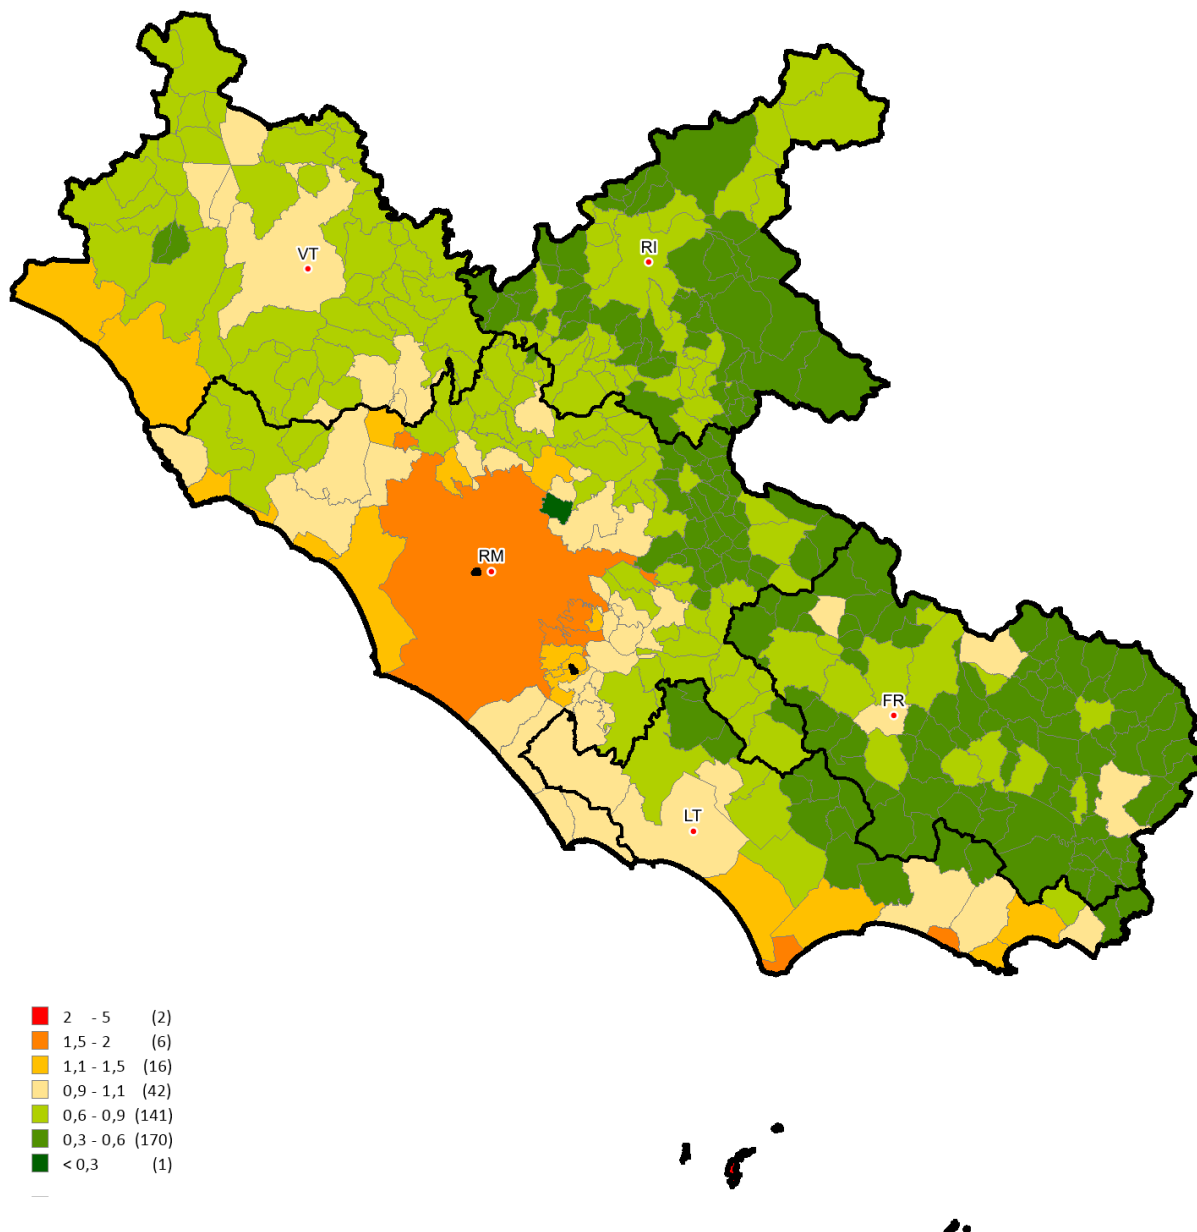 VT
RI
RM
FR
LT
2 - 5 (2)
1,5 - 2 (6)
1,1 - 1,5 (16)
0,9 - 1,1 (42)
0,6 - 0,9 (141)
0,3 - 0,6 (170)
< 0,3 (1)